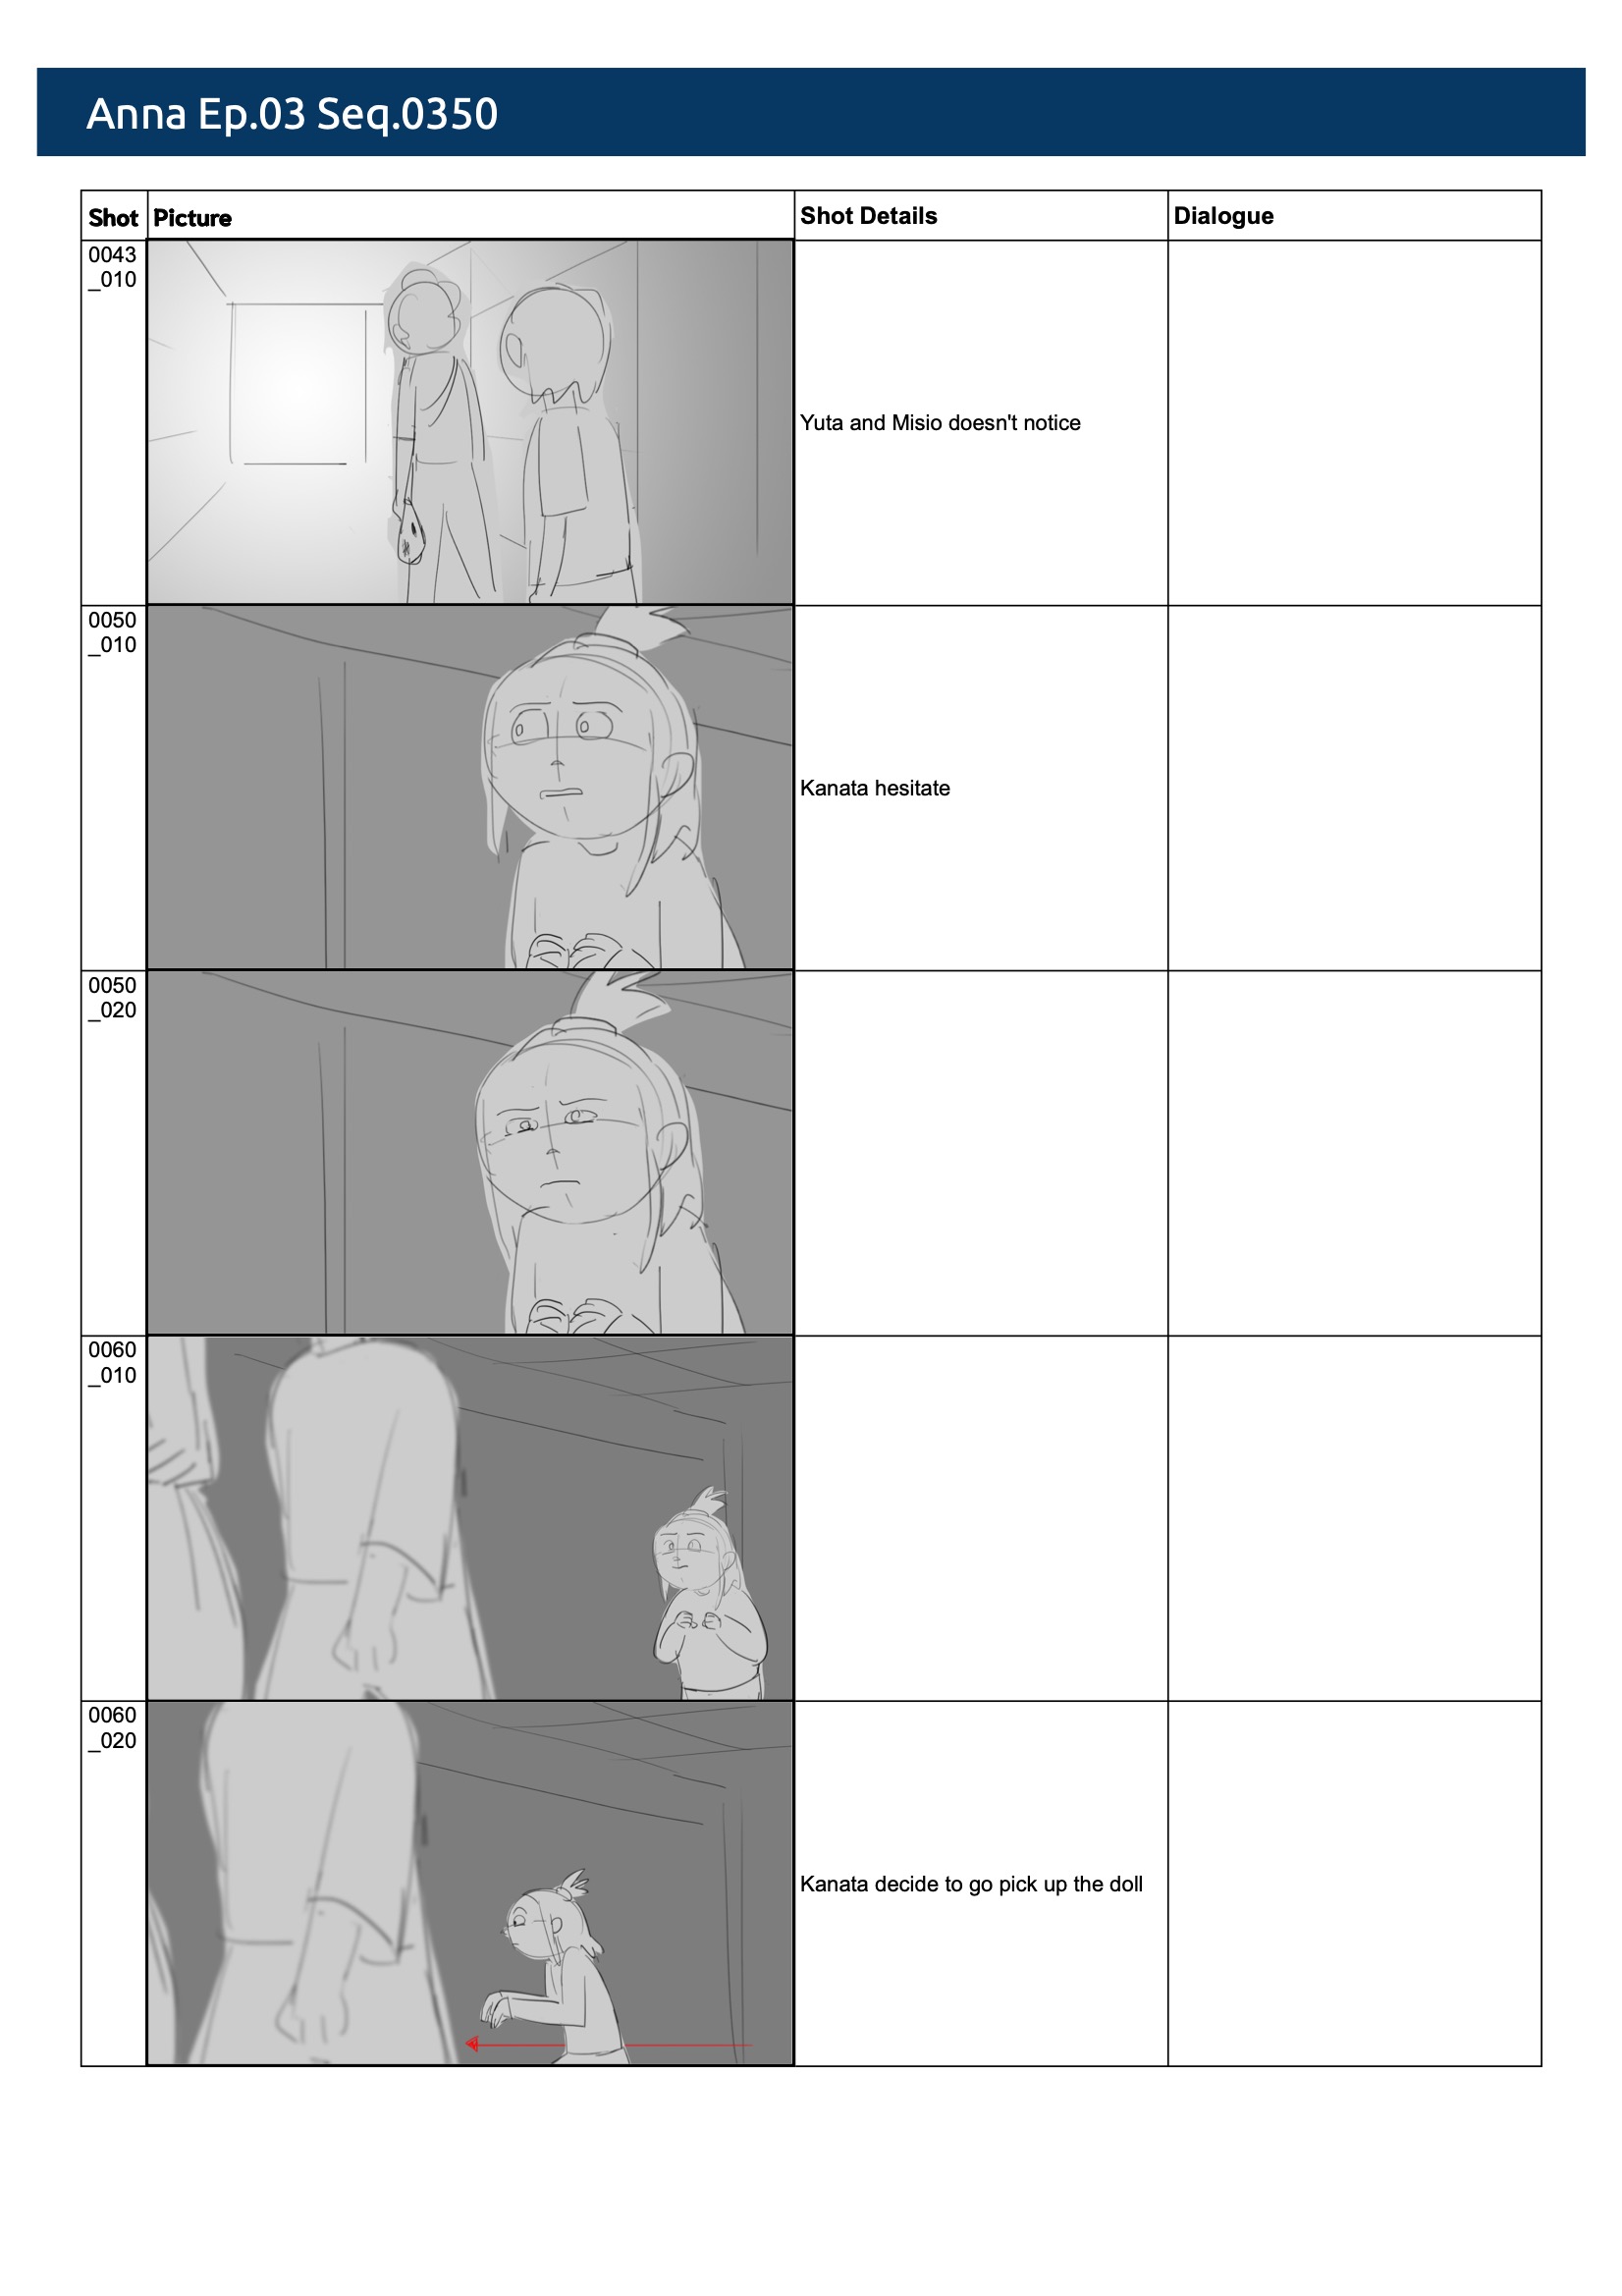 Anna Ep.03 Seq.0350
Shot Picture Shot Details Dialogue
0043
_010
Yuta and Misio doesn't notice
0050
_010
Kanata hesitate
0050
_020
0060
_010
0060
_020
Kanata decide to go pick up the doll